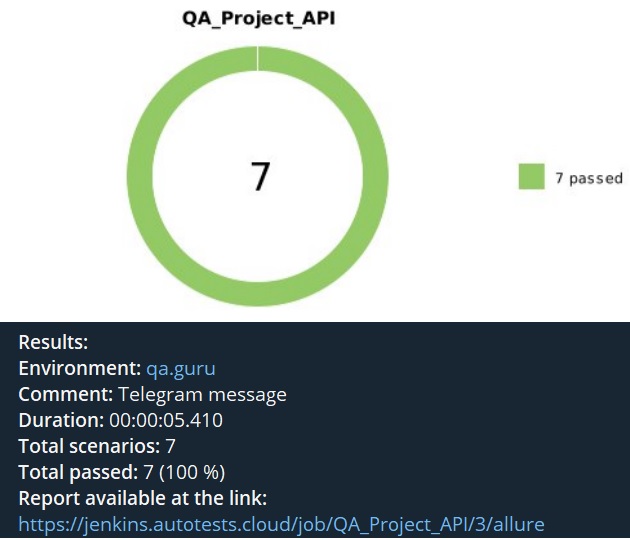 QA_Project_API
7
7 passed
Results:
Environment: qa.guru
Comment: Telegram message
Duration: 00:00:05.410
Total scenarios: 7
Total passed: 7 (100 %)
Report available at the link:
https://jenkins.autotests.cloud/job/QA_Project_API/3/allure